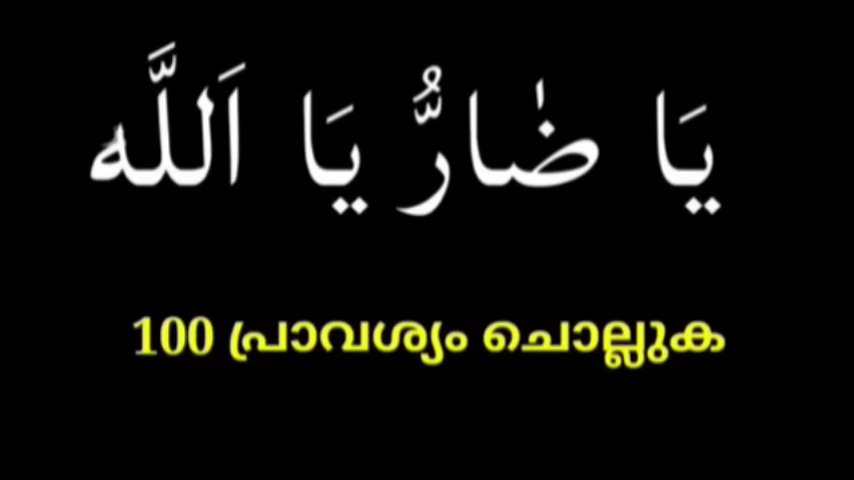 يَا ضٰارُّ يَا اَللَّه
100 പ്രാവശ്യം ചൊല്ലുക